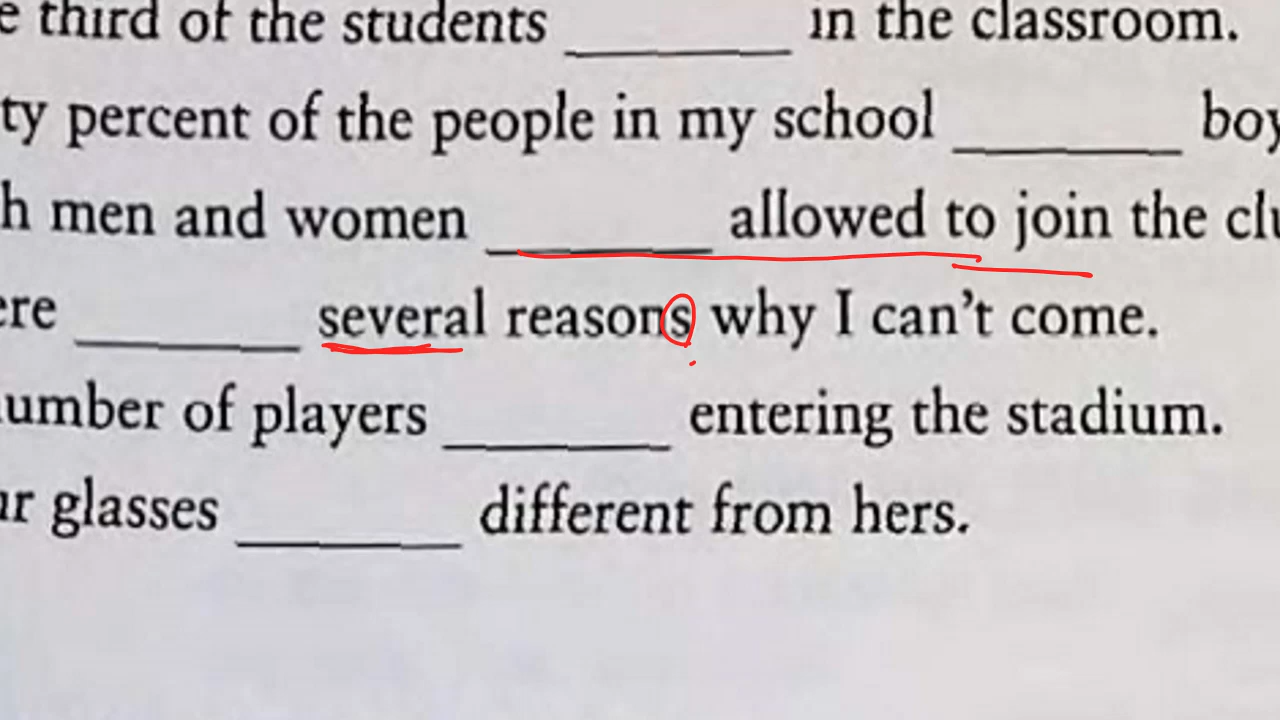 e third of the students ________ in the classroom.
ty percent of the people in my school ________ boy
h men and women ________ allowed to join the clu
ere ________ several reasons why I can't come.
umber of players ________ entering the stadium.
ur glasses ________ different from hers.